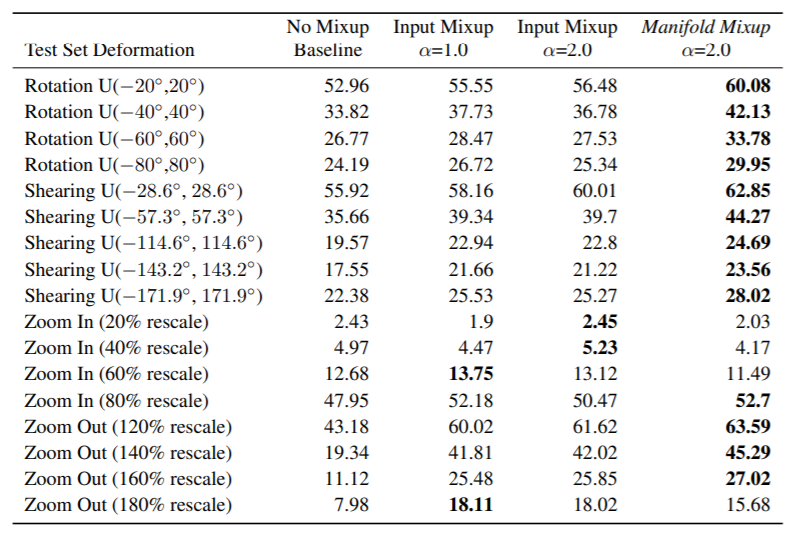 No Mixup Input Mixup Input Mixup Manifold Mixup
Test Set Deformation Baseline α=1.0 α=2.0 α=2.0
Rotation U(−20°,20°) 52.96 55.55 56.48 60.08
Rotation U(−40°,40°) 33.82 37.73 36.78 42.13
Rotation U(−60°,60°) 26.77 28.47 27.53 33.78
Rotation U(−80°,80°) 24.19 26.72 25.34 29.95
Shearing U(−28.6°, 28.6°) 55.92 58.16 60.01 62.85
Shearing U(−57.3°, 57.3°) 35.66 39.34 39.7 44.27
Shearing U(−114.6°, 114.6°) 19.57 22.94 22.8 24.69
Shearing U(−143.2°, 143.2°) 17.55 21.66 21.22 23.56
Shearing U(−171.9°, 171.9°) 22.38 25.53 25.27 28.02
Zoom In (20% rescale) 2.43 1.9 2.45 2.03
Zoom In (40% rescale) 4.97 4.47 5.23 4.17
Zoom In (60% rescale) 12.68 13.75 13.12 11.49
Zoom In (80% rescale) 47.95 52.18 50.47 52.7
Zoom Out (120% rescale) 43.18 60.02 61.62 63.59
Zoom Out (140% rescale) 19.34 41.81 42.02 45.29
Zoom Out (160% rescale) 11.12 25.48 25.85 27.02
Zoom Out (180% rescale) 7.98 18.11 18.02 15.68